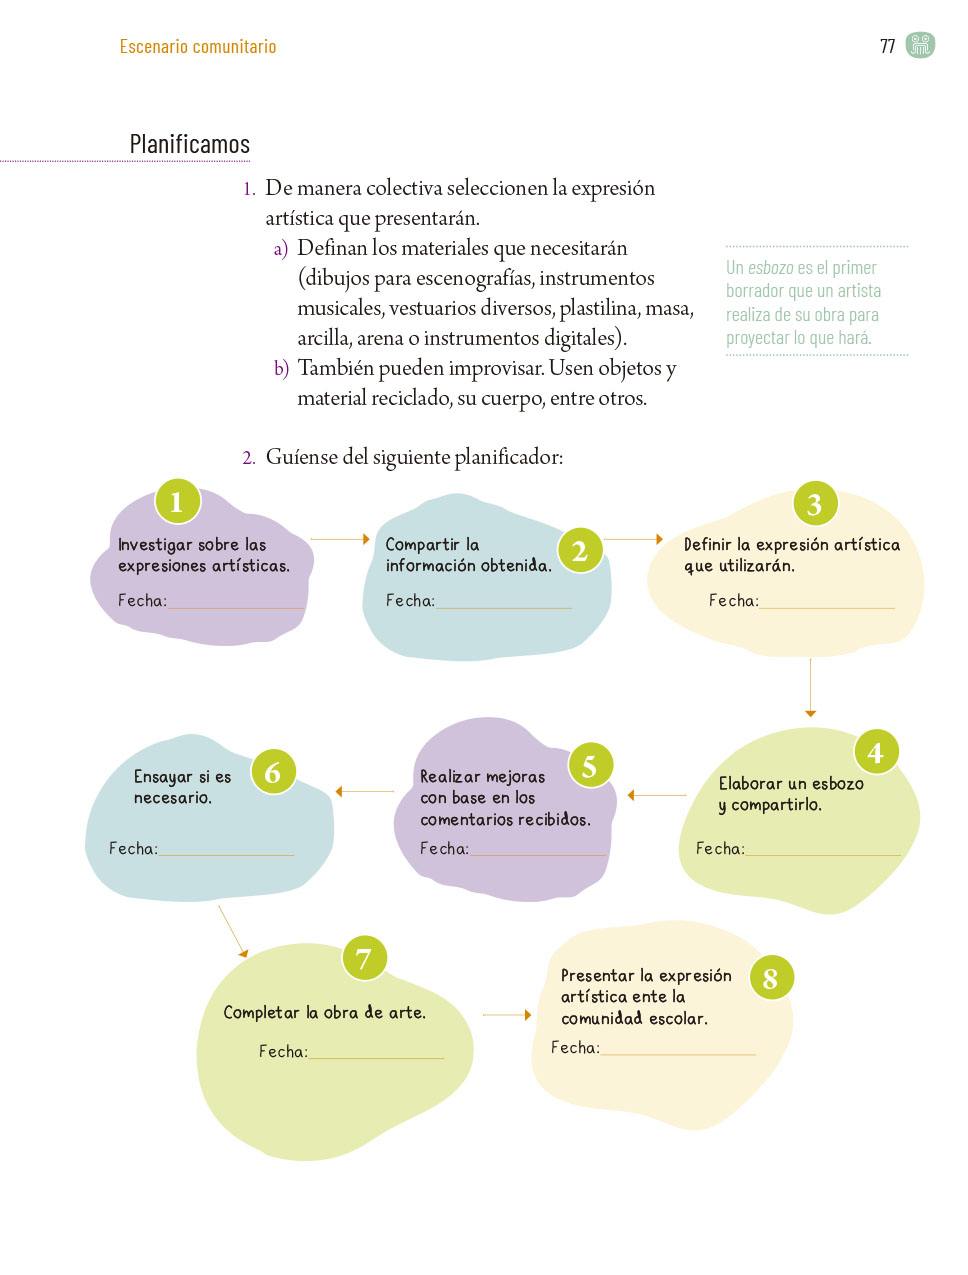 Escenario comunitario
77
Planificamos
1. De manera colectiva seleccionen la expresión
artística que presentarán.
a) Definan los materiales que necesitarán
(dibujos para escenografías, instrumentos
musicales, vestuarios diversos, plastilina, masa,
arcilla, arena o instrumentos digitales).
b) También pueden improvisar. Usen objetos y
material reciclado, su cuerpo, entre otros.
Un esbozo es el primer
borrador que un artista
realiza de su obra para
proyectar lo que hará.
2. Guíense del siguiente planificador:
1
Investigar sobre las
expresiones artísticas.
Fecha:
2
Compartir la
información obtenida.
Fecha:
3
Definir la expresión artística
que utilizarán.
Fecha:
4
Elaborar un esbozo
y compartirlo.
Fecha:
5
Realizar mejoras
con base en los
comentarios recibidos.
Fecha:
6
Ensayar si es
necesario.
Fecha:
7
Completar la obra de arte.
Fecha:
8
Presentar la expresión
artística ente la
comunidad escolar.
Fecha: